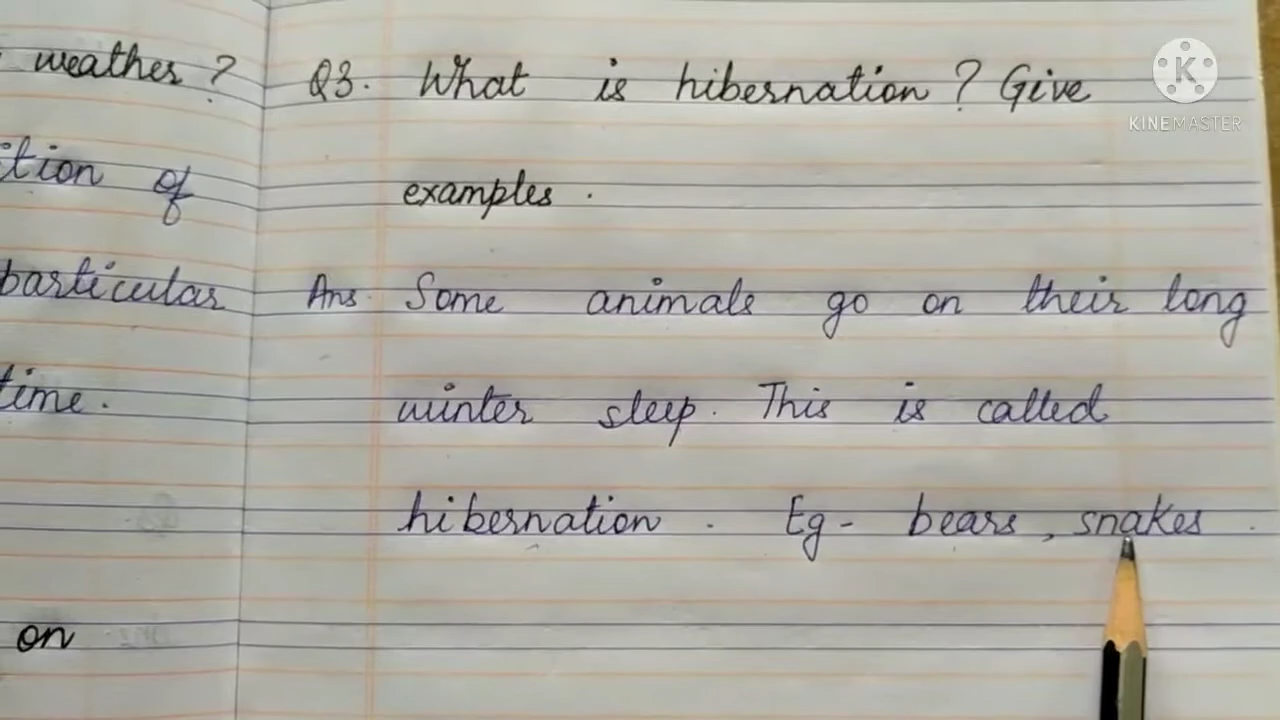 weather ?
ition of
particular
time.
on
Q3. What is hibernation ? Give
examples .
Ans. Some animals go on their long
winter sleep. This is called
hibernation . Eg - bears, snakes .
K
KINEMASTER